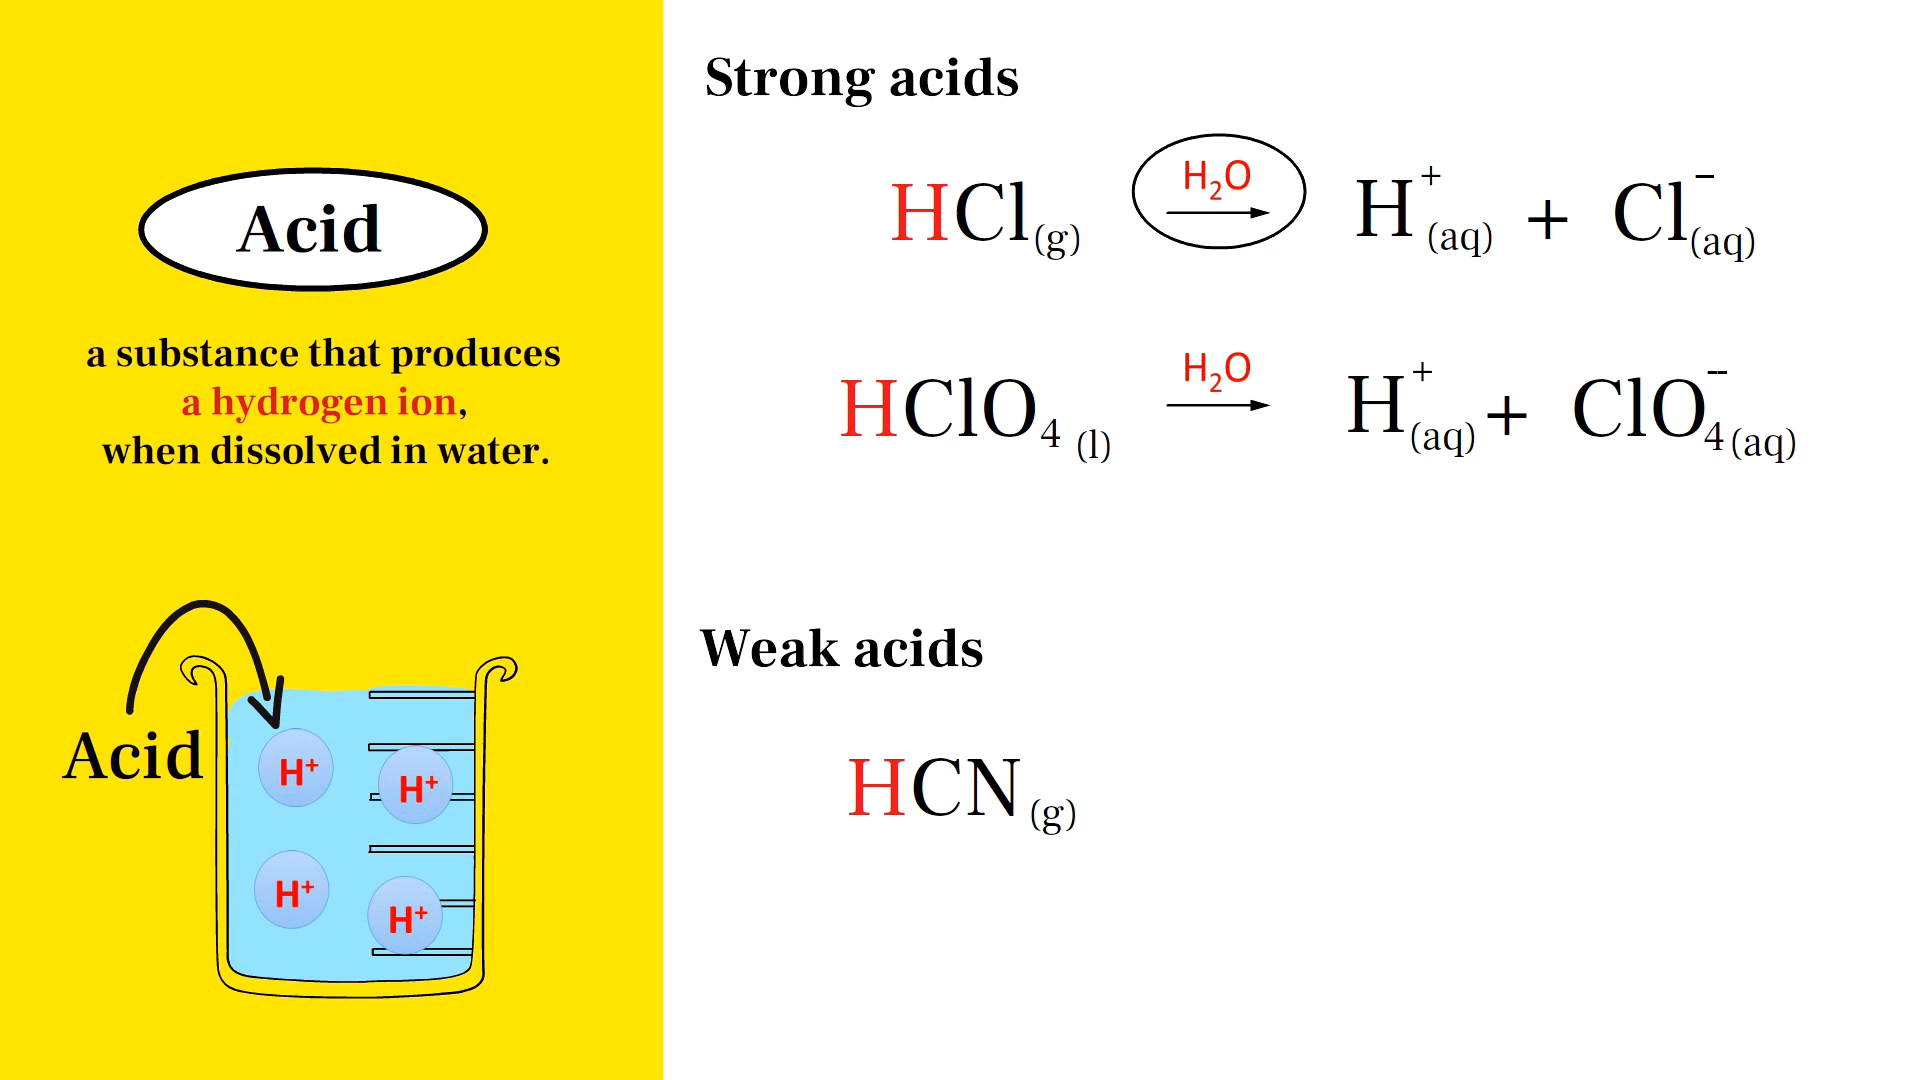 Acid
a substance that produces
a hydrogen ion,
when dissolved in water.
Acid
H⁺
H⁺
H⁺
H⁺
Strong acids
HCl(g) H₂O → H⁺(aq) + Cl⁻(aq)
HClO₄ (l) H₂O → H⁺(aq) + ClO₄⁻(aq)
Weak acids
HCN(g)